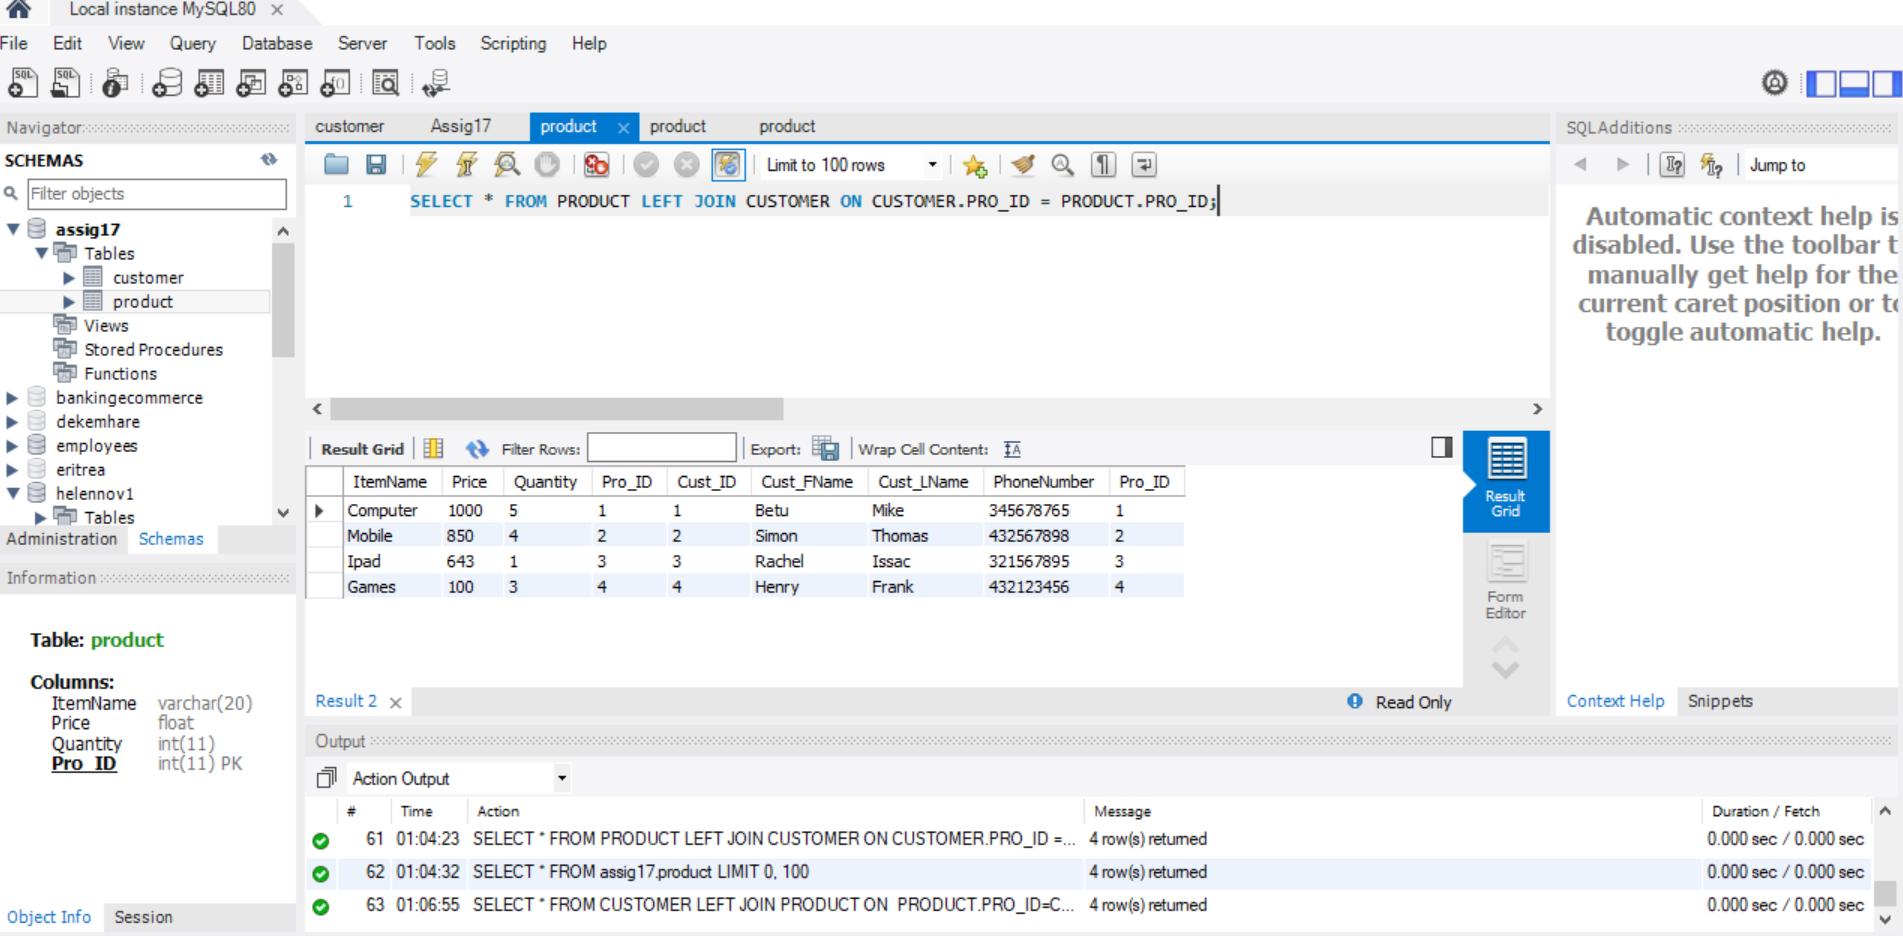 Local instance MySQL80 ×
File Edit View Query Database Server Tools Scripting Help
Navigator
SCHEMAS
Filter objects
assig17
Tables
customer
product
Views
Stored Procedures
Functions
bankingecommerce
dekemhare
employees
eritrea
helennov1
Tables
Administration Schemas
Information
Table: product
Columns:
ItemName varchar(20)
Price float
Quantity int(11)
Pro_ID int(11) PK
Object Info Session
customer Assig17 product × product product
Limit to 100 rows
1 SELECT * FROM PRODUCT LEFT JOIN CUSTOMER ON CUSTOMER.PRO_ID = PRODUCT.PRO_ID;
Result Grid Filter Rows: Export: Wrap Cell Content:
ItemName Price Quantity Pro_ID Cust_ID Cust_FName Cust_LName PhoneNumber Pro_ID
Computer 1000 5 1 1 Betu Mike 345678765 1
Mobile 850 4 2 2 Simon Thomas 432567898 2
Ipad 643 1 3 3 Rachel Issac 321567895 3
Games 100 3 4 4 Henry Frank 432123456 4
Result
Grid
Form
Editor
Result 2 ×
Read Only
SQLAdditions
Jump to
Automatic context help is
disabled. Use the toolbar t
manually get help for the
current caret position or to
toggle automatic help.
Context Help Snippets
Output
Action Output
# Time Action Message Duration / Fetch
61 01:04:23 SELECT * FROM PRODUCT LEFT JOIN CUSTOMER ON CUSTOMER.PRO_ID =... 4 row(s) returned 0.000 sec / 0.000 sec
62 01:04:32 SELECT * FROM assig17.product LIMIT 0, 100 4 row(s) returned 0.000 sec / 0.000 sec
63 01:06:55 SELECT * FROM CUSTOMER LEFT JOIN PRODUCT ON PRODUCT.PRO_ID=C... 4 row(s) returned 0.000 sec / 0.000 sec